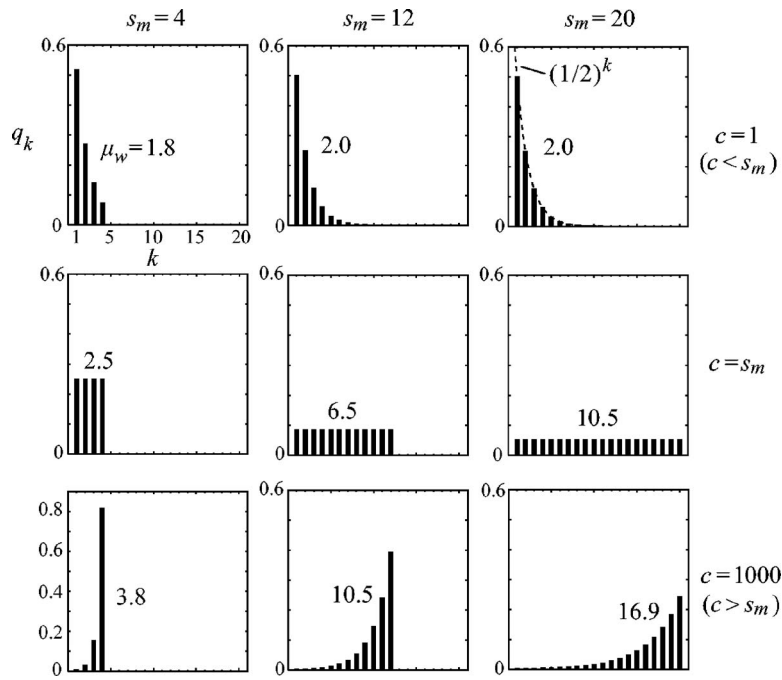 s_m = 4 s_m = 12 s_m = 20
0.6 0.6 0.6
(1/2)^k
q_k
μ_w = 1.8 2.0 2.0
c = 1
(c < s_m)
0 0 0
1 5 10 15 20
k
0.6 0.6 0.6
2.5 6.5 10.5
c = s_m
0 0 0
0.8 0.6 0.6
0.6
0.4
0.2
0 0 0
3.8 10.5 16.9
c = 1000
(c > s_m)